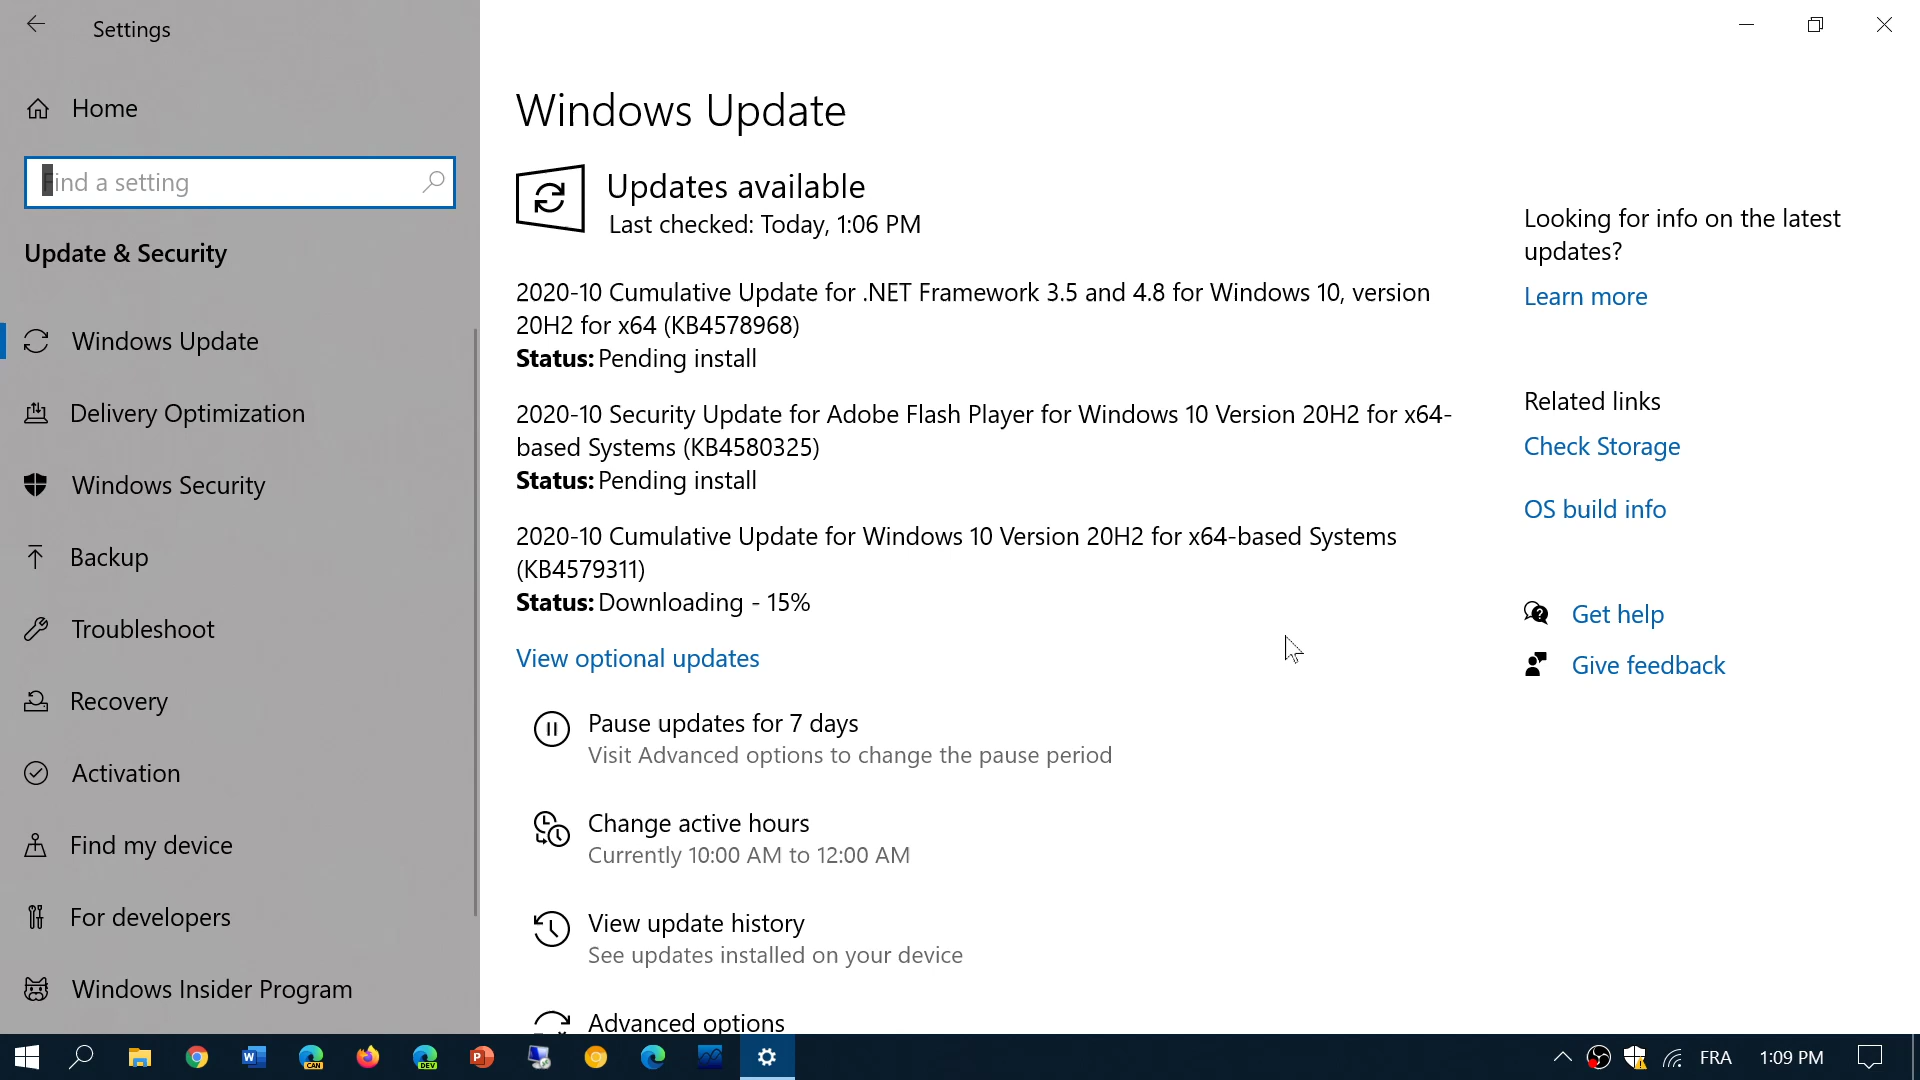 Settings
Home
Find a setting
Update & Security
Windows Update
Delivery Optimization
Windows Security
Backup
Troubleshoot
Recovery
Activation
Find my device
For developers
Windows Insider Program
Windows Update
Updates available
Last checked: Today, 1:06 PM
2020-10 Cumulative Update for .NET Framework 3.5 and 4.8 for Windows 10, version
20H2 for x64 (KB4578968)
Status: Pending install
2020-10 Security Update for Adobe Flash Player for Windows 10 Version 20H2 for x64-
based Systems (KB4580325)
Status: Pending install
2020-10 Cumulative Update for Windows 10 Version 20H2 for x64-based Systems
(KB4579311)
Status: Downloading - 15%
View optional updates
Pause updates for 7 days
Visit Advanced options to change the pause period
Change active hours
Currently 10:00 AM to 12:00 AM
View update history
See updates installed on your device
Advanced options
Looking for info on the latest
updates?
Learn more
Related links
Check Storage
OS build info
Get help
Give feedback
CAN
DEV
FRA
1:09 PM